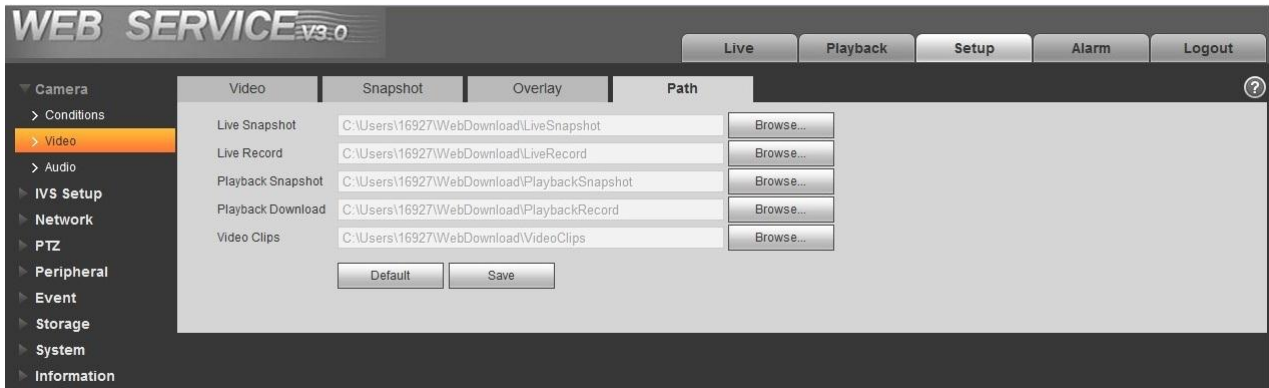 WEB SERVICE V3.0
Live Playback Setup Alarm Logout
Camera
> Conditions
> Video
> Audio
IVS Setup
Network
PTZ
Peripheral
Event
Storage
System
Information
Video Snapshot Overlay Path ?
Live Snapshot C:\Users\16927\WebDownload\LiveSnapshot Browse...
Live Record C:\Users\16927\WebDownload\LiveRecord Browse...
Playback Snapshot C:\Users\16927\WebDownload\PlaybackSnapshot Browse...
Playback Download C:\Users\16927\WebDownload\PlaybackRecord Browse...
Video Clips C:\Users\16927\WebDownload\VideoClips Browse...
Default Save